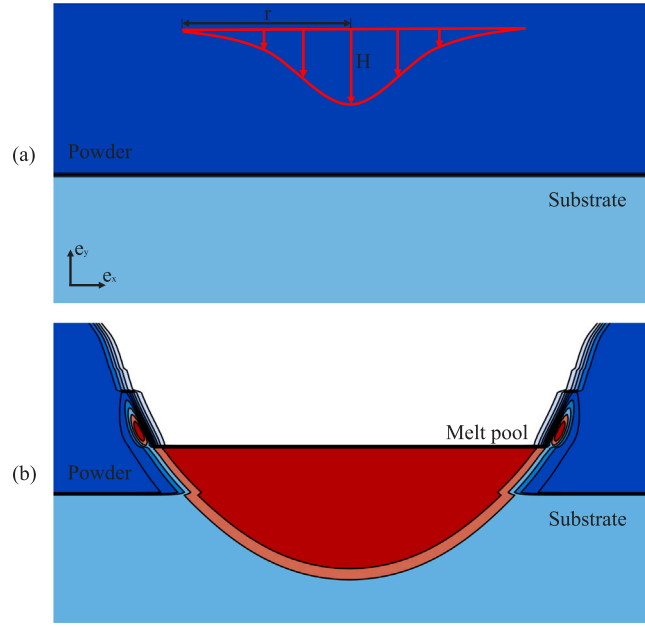 r
H
(a)
Powder
Substrate
e_y
e_x
Melt pool
(b)
Powder
Substrate